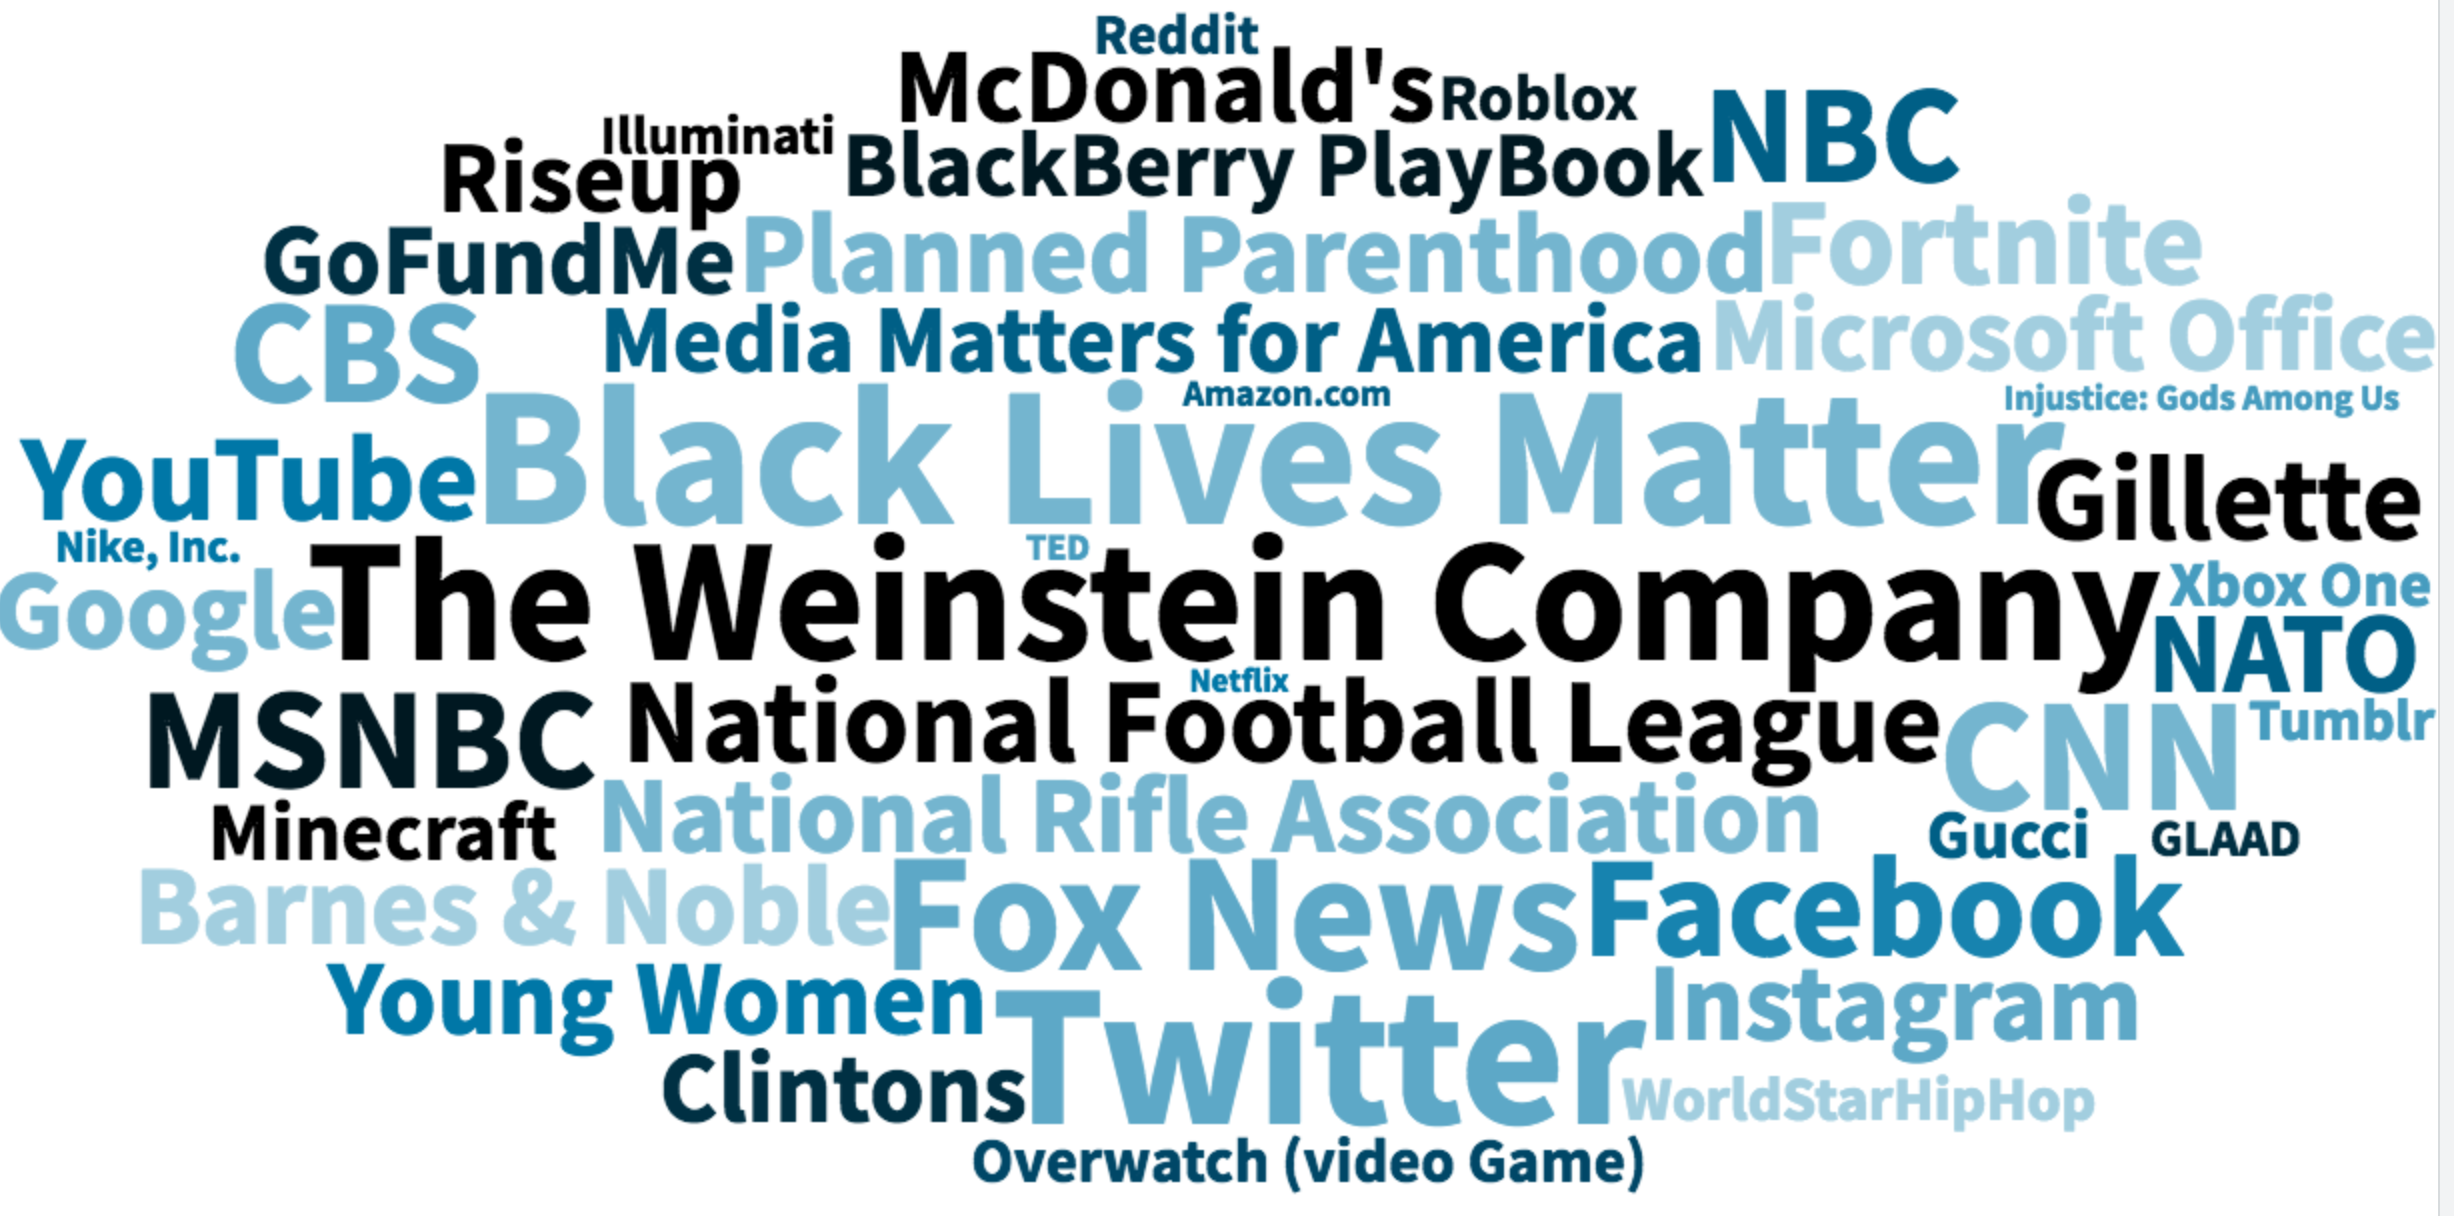 Reddit
McDonald's Roblox
NBC
Illuminati
Riseup BlackBerry PlayBook
GoFundMe Planned Parenthood Fortnite
CBS Media Matters for America Microsoft Office
Amazon.com Injustice: Gods Among Us
YouTube Black Lives Matter Gillette
Nike, Inc. TED
Google The Weinstein Company Xbox One
NATO
Netflix
MSNBC National Football League CNN Tumblr
Minecraft National Rifle Association Gucci GLAAD
Barnes & Noble Fox News Facebook
Young Women Twitter Instagram
Clintons WorldStarHipHop
Overwatch (video Game)